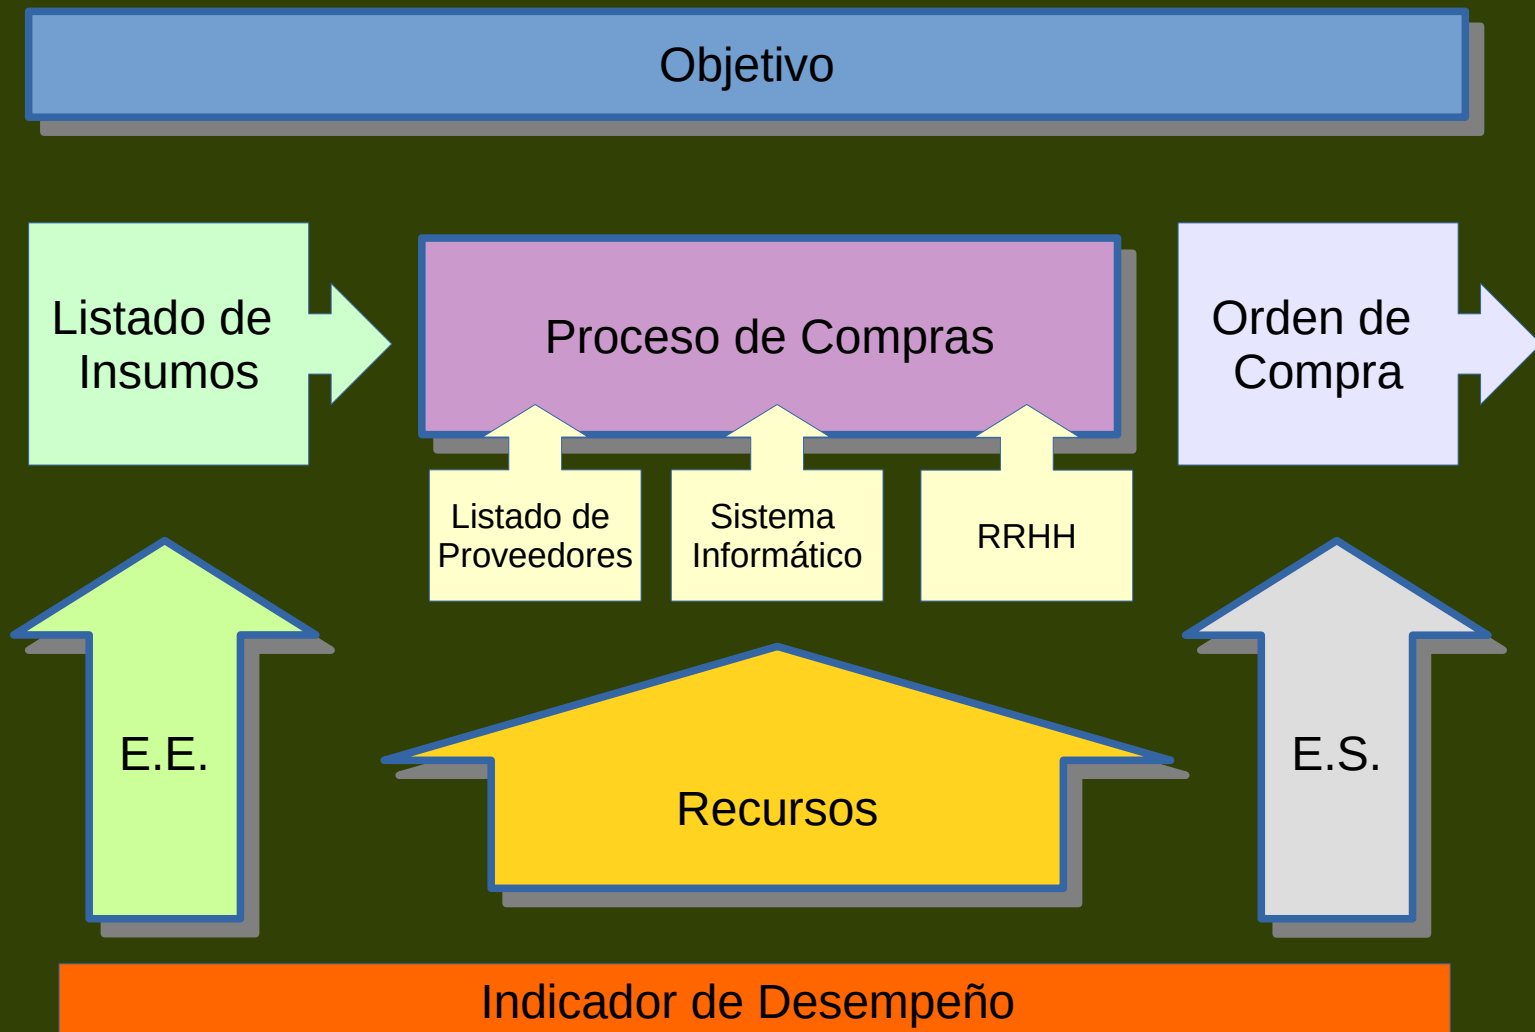 Objetivo
Listado de
Insumos
Proceso de Compras
Orden de
Compra
Listado de
Proveedores
Sistema
Informático
RRHH
E.E.
Recursos
E.S.
Indicador de Desempeño